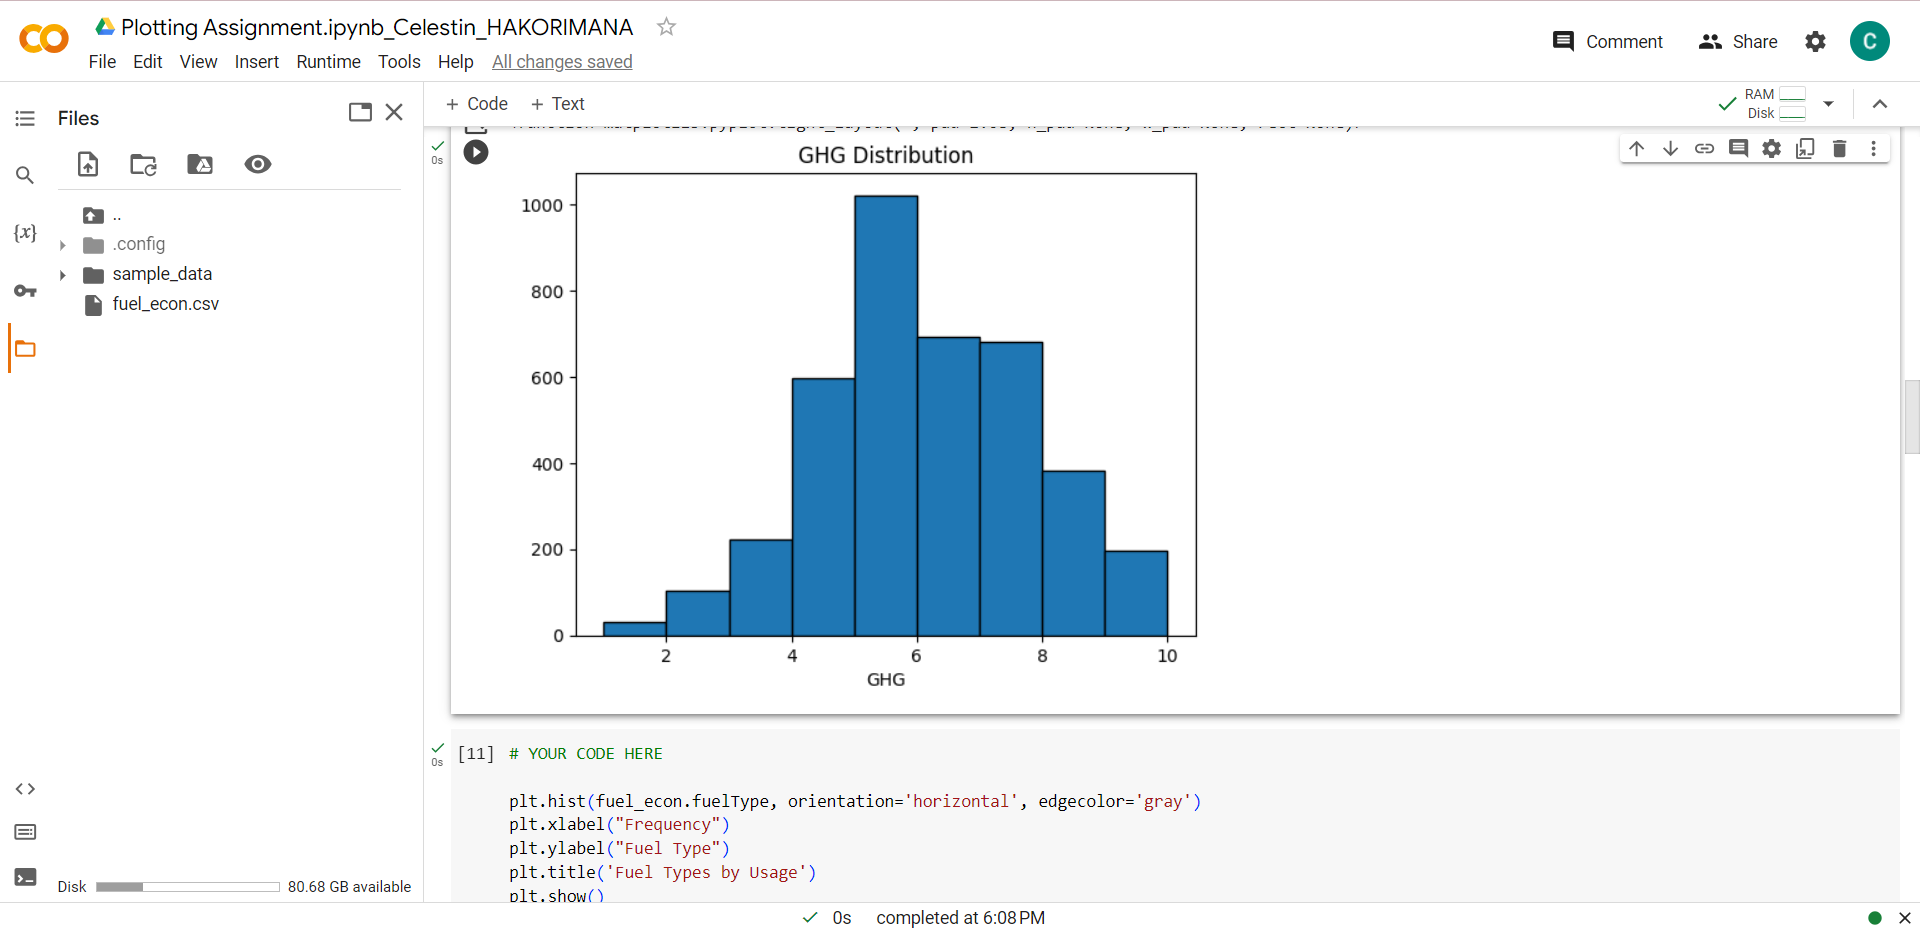 Plotting Assignment.ipynb_Celestin_HAKORIMANA
File Edit View Insert Runtime Tools Help All changes saved
Comment
Share
C
Files
+ Code + Text
RAM
Disk
..
.config
sample_data
fuel_econ.csv
0s
GHG Distribution
1000
800
600
400
200
0
2 4 6 8 10
GHG
0s
[11] # YOUR CODE HERE
plt.hist(fuel_econ.fuelType, orientation='horizontal', edgecolor='gray')
plt.xlabel("Frequency")
plt.ylabel("Fuel Type")
plt.title('Fuel Types by Usage')
plt.show()
{x}
Disk 80.68 GB available
0s completed at 6:08 PM